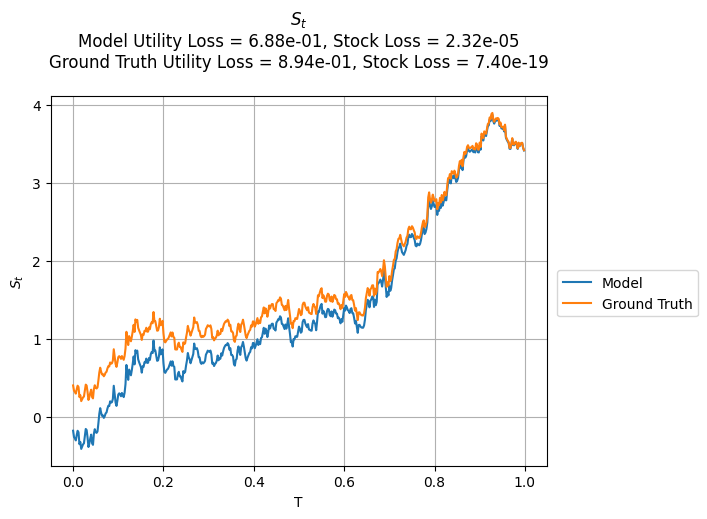 S_t
Model Utility Loss = 6.88e-01, Stock Loss = 2.32e-05
Ground Truth Utility Loss = 8.94e-01, Stock Loss = 7.40e-19
4
3
2
1
0
S_t
0.0 0.2 0.4 0.6 0.8 1.0
T
Model
Ground Truth